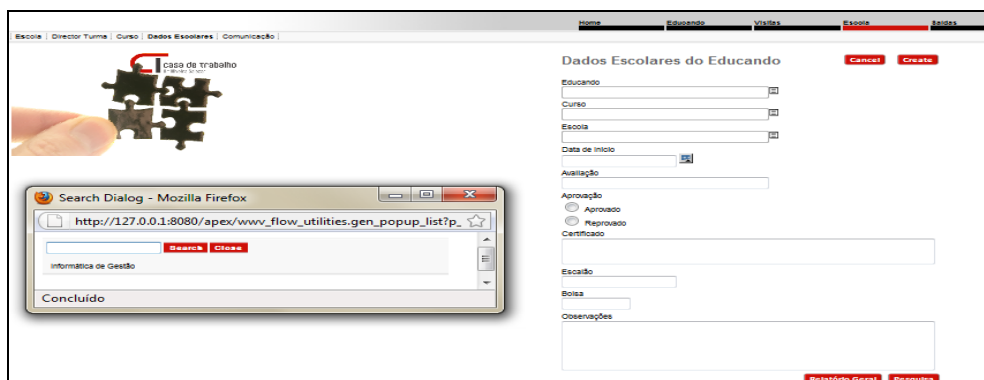 Home Educando Visitas Escola Saídas
Escola | Director Turma | Curso | Dados Escolares | Comunicação |
casa de trabalho
Dados Escolares do Educando Cancel Create
Educando
Curso
Escola
Data de Início
Avaliação
Aprovação
Aprovado
Reprovado
Certificado
Escalão
Bolsa
Observações
Relatório Geral Pesquisa
Search Dialog - Mozilla Firefox
http://127.0.0.1:8080/apex/wwv_flow_utilities.gen_popup_list?p_
Search Close
Informática de Gestão
Concluído